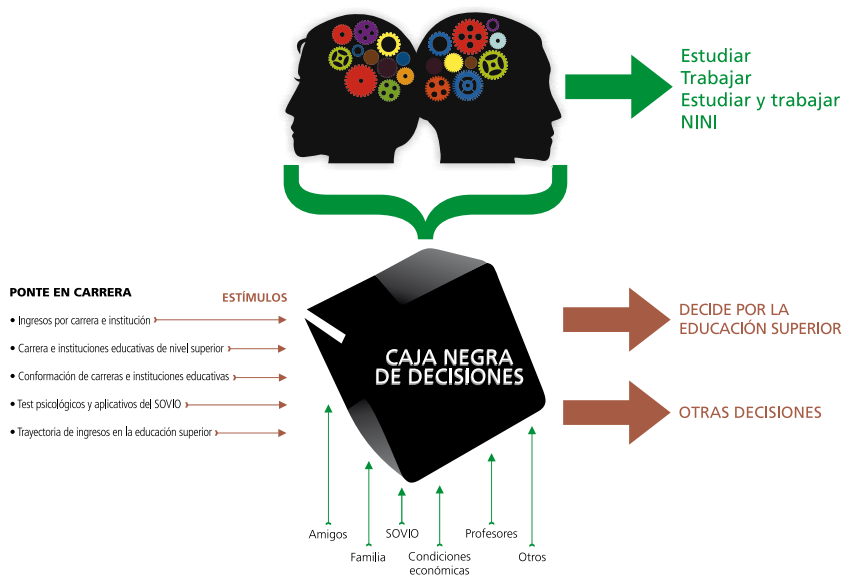 Estudiar
Trabajar
Estudiar y trabajar
NINI
PONTE EN CARRERA
ESTÍMULOS
• Ingresos por carrera e institución
• Carrera e instituciones educativas de nivel superior
• Conformación de carreras e instituciones educativas
• Test psicológicos y aplicativos del SOVIO
• Trayectoria de ingresos en la educación superior
CAJA NEGRA
DE DECISIONES
DECIDE POR LA
EDUCACIÓN SUPERIOR
OTRAS DECISIONES
Amigos
Familia
SOVIO
Condiciones
económicas
Profesores
Otros